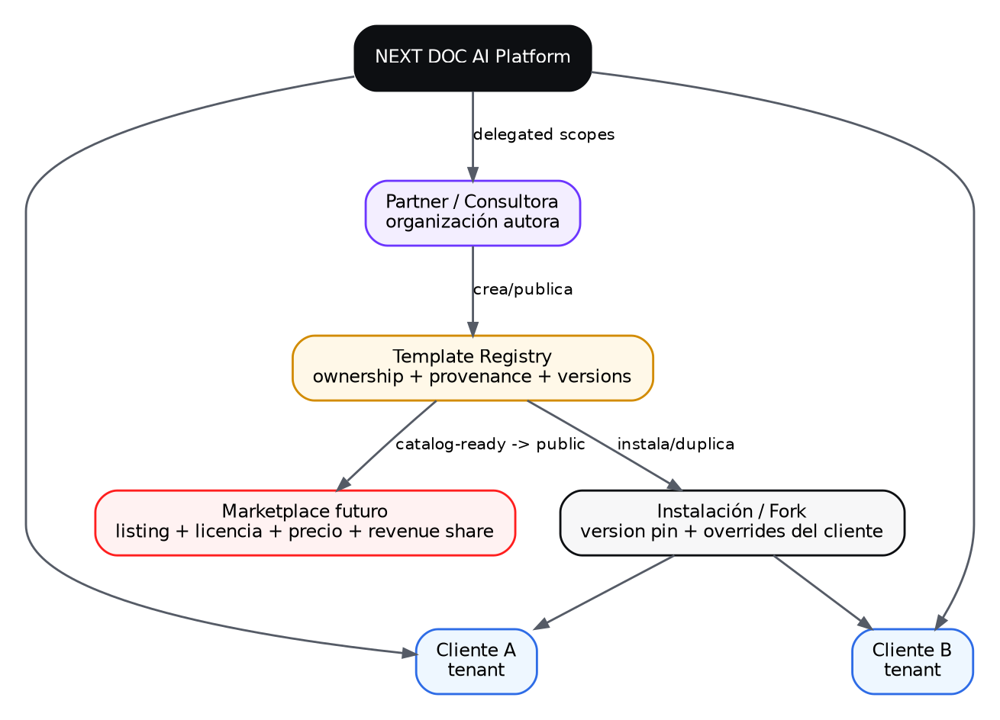 NEXT DOC AI Platform
delegated scopes
Partner / Consultora
organización autora
crea/publica
Template Registry
ownership + provenance + versions
catalog-ready -> public
instala/duplica
Marketplace futuro
listing + licencia + precio + revenue share
Instalación / Fork
version pin + overrides del cliente
Cliente A
tenant
Cliente B
tenant